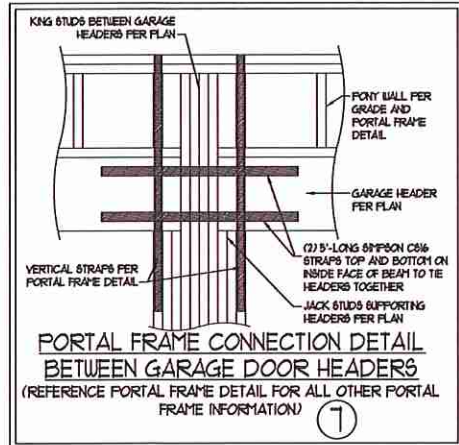 KING STUDS BETWEEN GARAGE
HEADERS PER PLAN
PONY WALL PER
GRADE AND
PORTAL FRAME
DETAIL
GARAGE HEADER
PER PLAN
(2) 5'-LONG SIMPSON CS16
STRAPS TOP AND BOTTOM ON
INSIDE FACE OF BEAM TO TIE
HEADERS TOGETHER
VERTICAL STRAPS PER
PORTAL FRAME DETAIL
JACK STUDS SUPPORTING
HEADERS PER PLAN
PORTAL FRAME CONNECTION DETAIL
BETWEEN GARAGE DOOR HEADERS
(REFERENCE PORTAL FRAME DETAIL FOR ALL OTHER PORTAL
FRAME INFORMATION)
7